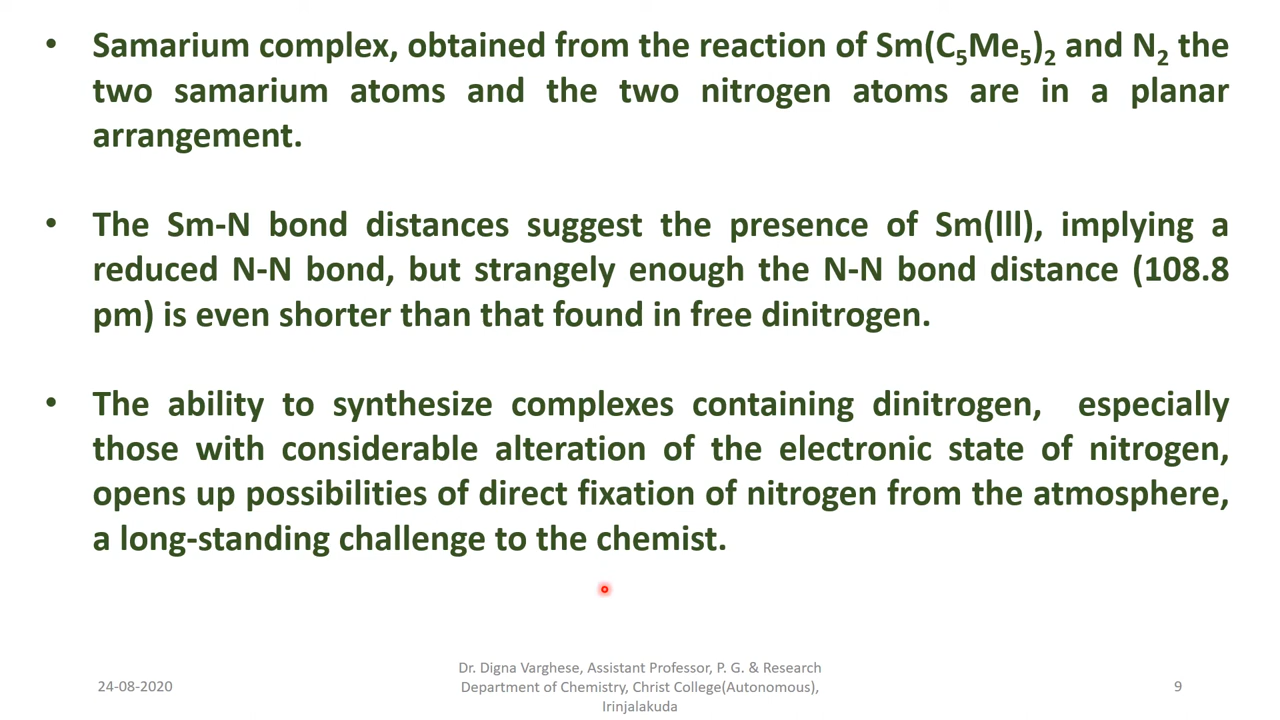 • Samarium complex, obtained from the reaction of Sm(C₅Me₅)₂ and N₂ the
two samarium atoms and the two nitrogen atoms are in a planar
arrangement.
• The Sm-N bond distances suggest the presence of Sm(lll), implying a
reduced N-N bond, but strangely enough the N-N bond distance (108.8
pm) is even shorter than that found in free dinitrogen.
• The ability to synthesize complexes containing dinitrogen, especially
those with considerable alteration of the electronic state of nitrogen,
opens up possibilities of direct fixation of nitrogen from the atmosphere,
a long-standing challenge to the chemist.
24-08-2020
Dr. Digna Varghese, Assistant Professor, P. G. & Research
Department of Chemistry, Christ College(Autonomous),
Irinjalakuda
9